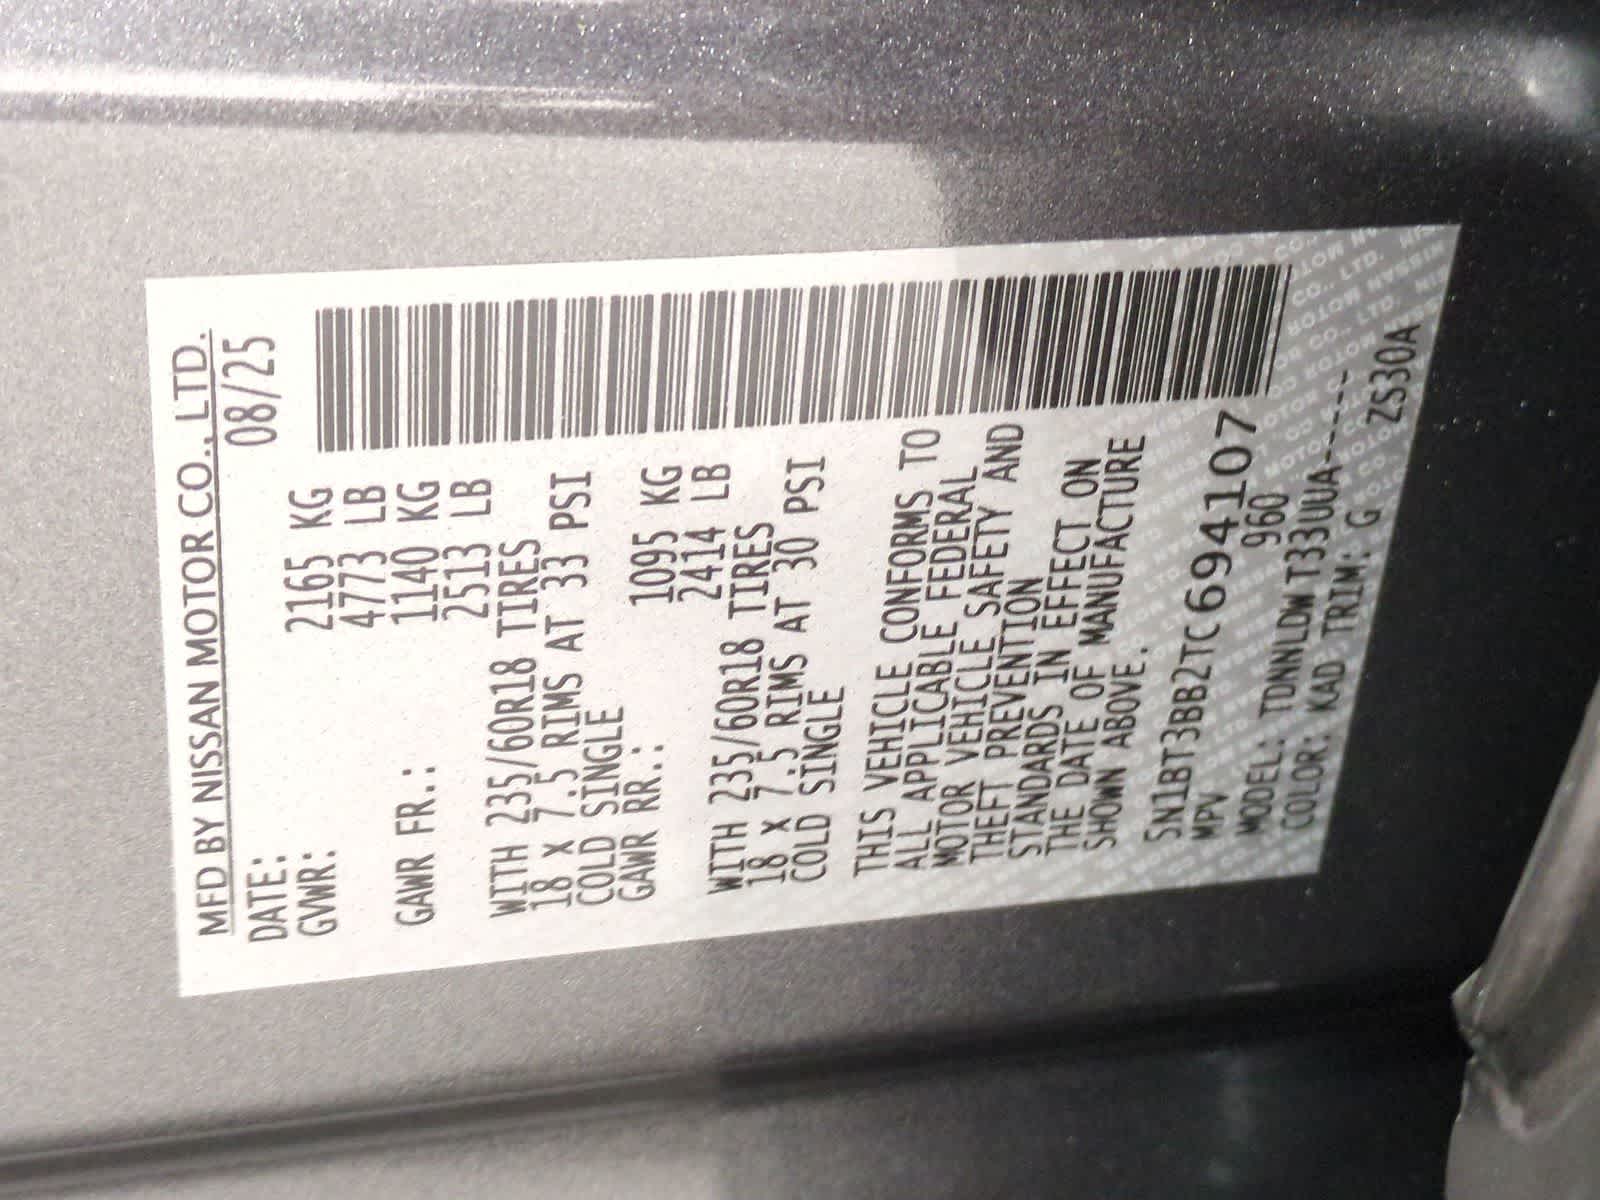 MFD BY NISSAN MOTOR CO., LTD.
DATE: 08/25
GVWR: 2165 KG
4773 LB
GAWR FR.: 1140 KG
2513 LB
WITH 235/60R18 TIRES
18 X 7.5 RIMS AT 33 PSI
COLD SINGLE
GAWR RR.: 1095 KG
2414 LB
WITH 235/60R18 TIRES
18 X 7.5 RIMS AT 30 PSI
COLD SINGLE
THIS VEHICLE CONFORMS TO
ALL APPLICABLE FEDERAL
MOTOR VEHICLE SAFETY AND
THEFT PREVENTION
STANDARDS IN EFFECT ON
THE DATE OF MANUFACTURE
SHOWN ABOVE.
5N1BT3BB2TC694107
MPV 960
MODEL: TDNNLDW T33UUA-----
COLOR: KAD TRIM: G ZS30A